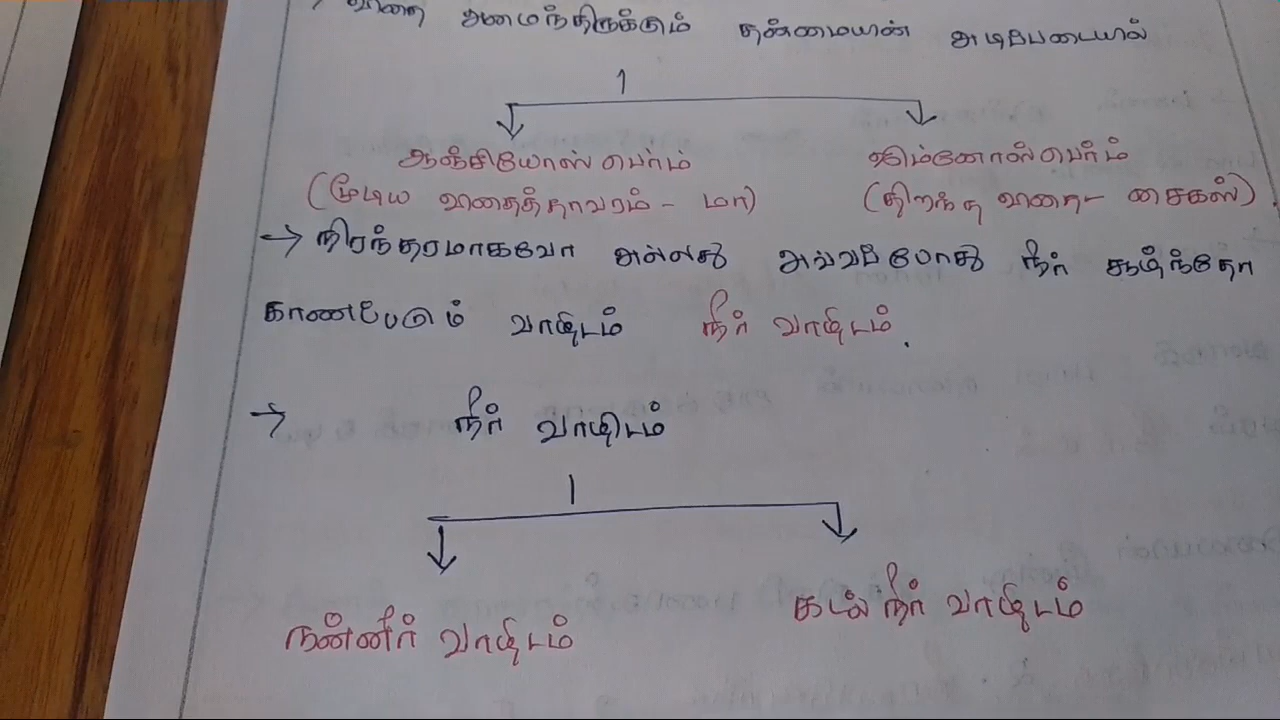 விதை அமைந்திருக்கும் தன்மையின் அடிப்படையில்
ஆஞ்சியோஸ்பெர்ம் ஜிம்னோஸ்பெர்ம்
(மூடிய விதைத்தாவரம் - மா) (திறந்த விதை - சைகஸ்)
→ நிரந்தரமாகவோ அல்லது அவ்வபோது நீர் சூழ்ந்தோ
காணப்படும் வாழிடம் நீர் வாழிடம்.
→ நீர் வாழிடம்
நன்னீர் வாழிடம் கடல் நீர் வாழிடம்